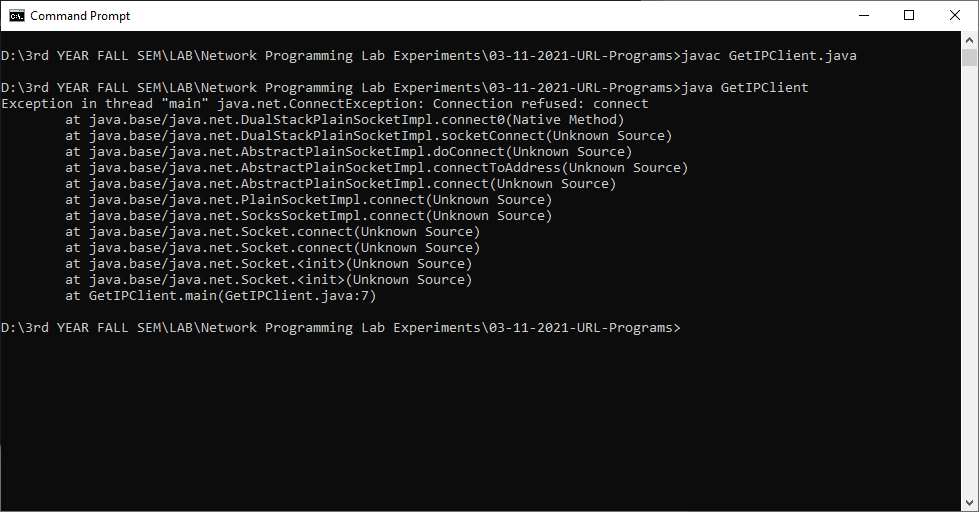 Command Prompt
D:\3rd YEAR FALL SEM\LAB\Network Programming Lab Experiments\03-11-2021-URL-Programs>javac GetIPClient.java
D:\3rd YEAR FALL SEM\LAB\Network Programming Lab Experiments\03-11-2021-URL-Programs>java GetIPClient
Exception in thread "main" java.net.ConnectException: Connection refused: connect
        at java.base/java.net.DualStackPlainSocketImpl.connect0(Native Method)
        at java.base/java.net.DualStackPlainSocketImpl.socketConnect(Unknown Source)
        at java.base/java.net.AbstractPlainSocketImpl.doConnect(Unknown Source)
        at java.base/java.net.AbstractPlainSocketImpl.connectToAddress(Unknown Source)
        at java.base/java.net.AbstractPlainSocketImpl.connect(Unknown Source)
        at java.base/java.net.PlainSocketImpl.connect(Unknown Source)
        at java.base/java.net.SocksSocketImpl.connect(Unknown Source)
        at java.base/java.net.Socket.connect(Unknown Source)
        at java.base/java.net.Socket.connect(Unknown Source)
        at java.base/java.net.Socket.<init>(Unknown Source)
        at java.base/java.net.Socket.<init>(Unknown Source)
        at GetIPClient.main(GetIPClient.java:7)
D:\3rd YEAR FALL SEM\LAB\Network Programming Lab Experiments\03-11-2021-URL-Programs>